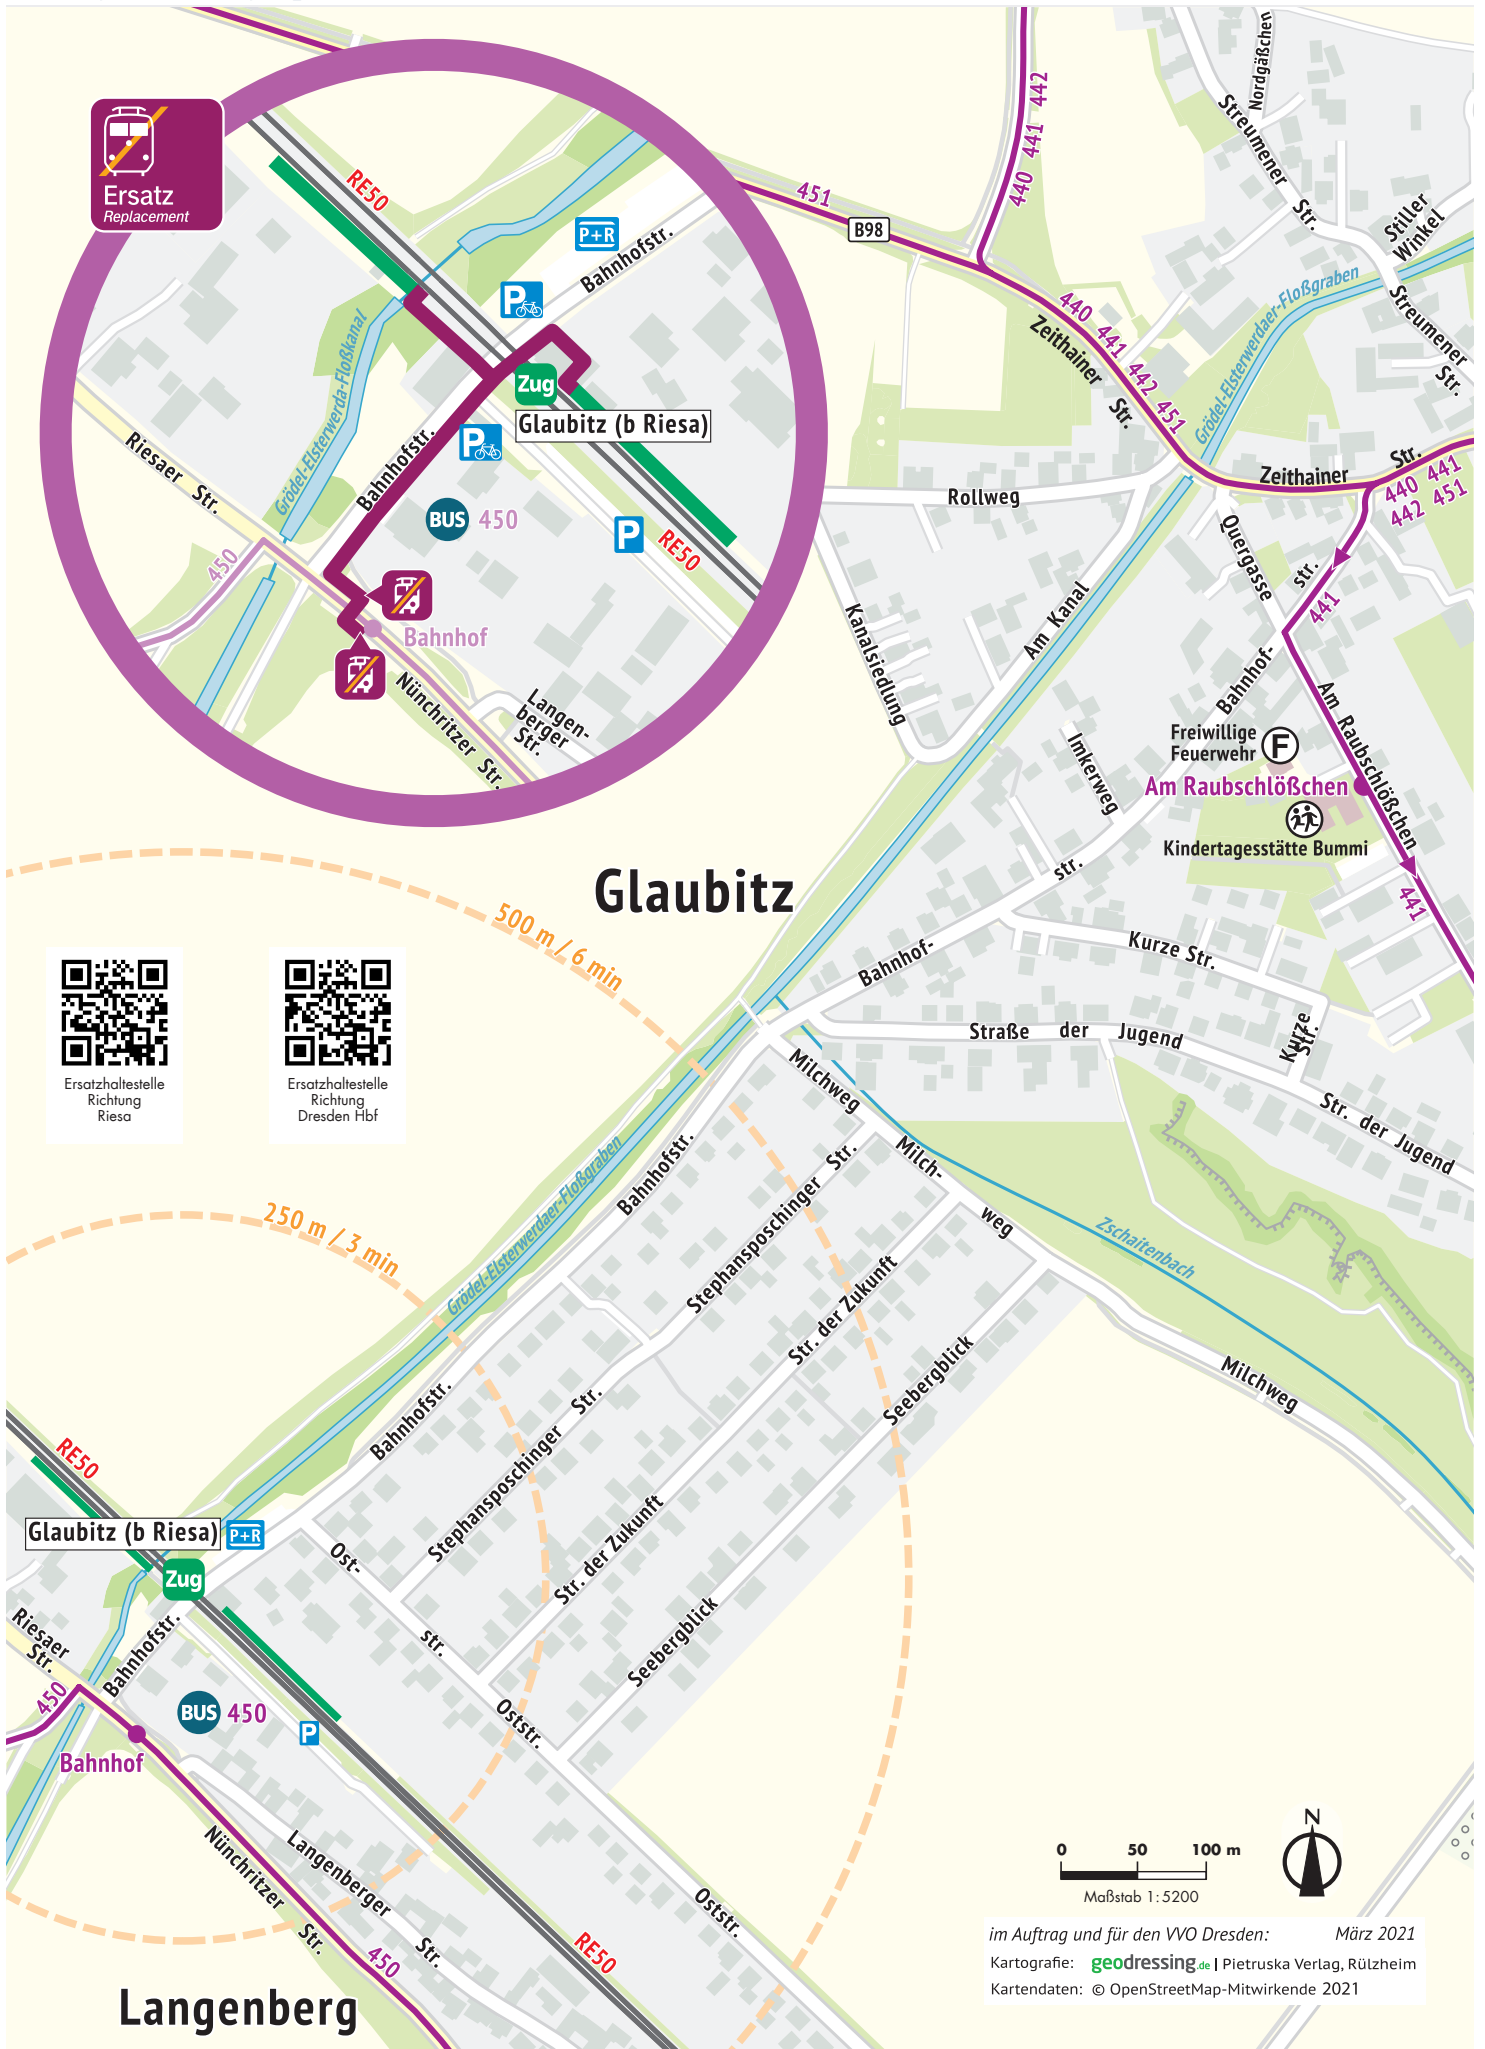 Ersatz
Replacement
RE50
P+R
Bahnhofstr.
P
Zug
Glaubitz (b Riesa)
Grödel-Elsterwerda-Floßkanal
Riesaer Str.
Bahnhofstr.
P
BUS 450
P
RE50
450
Bahnhof
Nünchritzer Str.
Langen-
berger
Str.
451
B98
440 441 442
Nordgäßchen
Streumener Str.
Stiller
Winkel
Streumener Str.
Grödel-Elsterwerdaer-Floßgraben
440 441 442 451
Zeithainer Str.
Zeithainer Str.
440 441
442 451
Rollweg
Quergasse
Kanalsiedlung
Am Kanal
441
Bahnhof-
str.
Am Raubschlößchen
Freiwillige
Feuerwehr
F
Am Raubschlößchen
Kindertagesstätte Bummi
441
Imkerweg
Glaubitz
500 m / 6 min
Bahnhof-
str.
Kurze Str.
Kurze
Str.
Straße der Jugend
Str. der Jugend
Ersatzhaltestelle
Richtung
Riesa
Ersatzhaltestelle
Richtung
Dresden Hbf
Milchweg
Milch-
weg
Milchweg
Zschaitenbach
Grödel-Elsterwerdaer-Floßgraben
250 m / 3 min
Bahnhofstr.
Bahnhofstr.
Stephansposchinger Str.
Stephansposchinger Str.
Str. der Zukunft
Str. der Zukunft
Seebergblick
Seebergblick
RE50
Glaubitz (b Riesa)
P+R
Zug
Ost-
str.
Oststr.
Oststr.
Riesaer
Str.
Bahnhofstr.
450
BUS 450
P
Bahnhof
Nünchritzer Str.
Langenberger Str.
450
RE50
Langenberg
0 50 100 m
Maßstab 1:5200
N
im Auftrag und für den VVO Dresden: März 2021
Kartografie: geodressing.de | Pietruska Verlag, Rülzheim
Kartendaten: © OpenStreetMap-Mitwirkende 2021